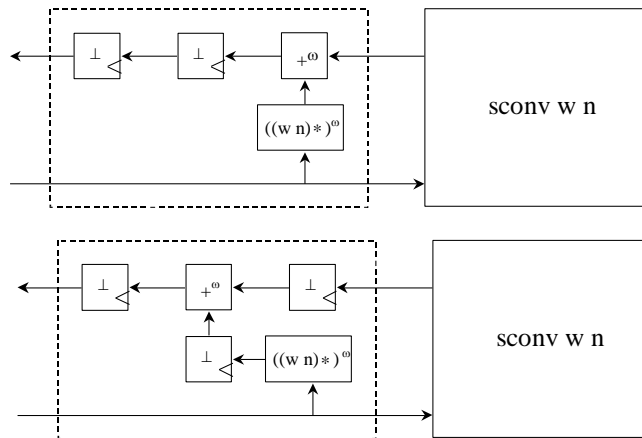 ⊥ ⊥ +ω
sconv w n
((w n)∗)ω
⊥ +ω ⊥
sconv w n
⊥ ((w n)∗)ω